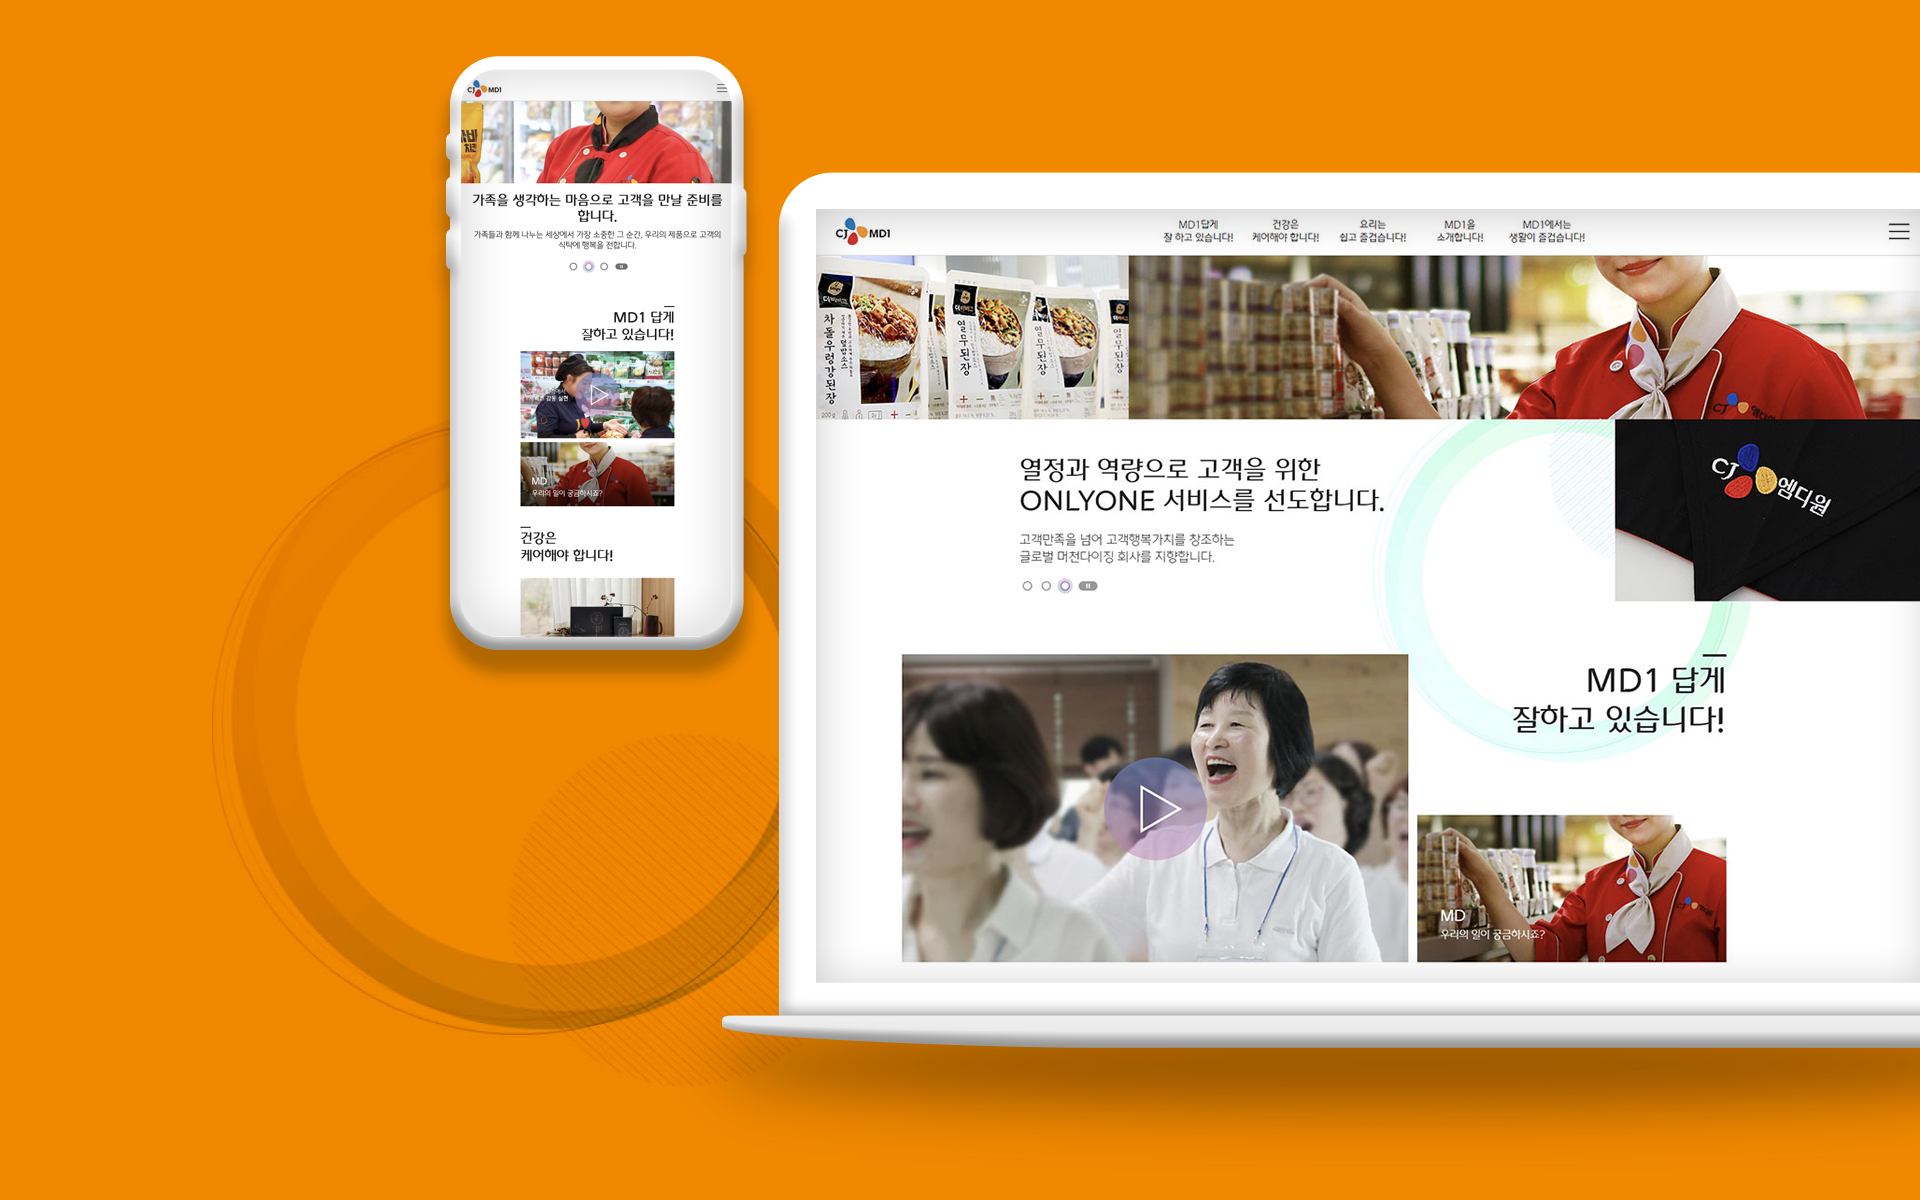 CJ MD1
가족을 생각하는 마음으로 고객을 만날 준비를
합니다.
가족들과 함께 나누는 세상에서 가장 소중한 그 순간, 우리의 제품으로 고객의
식탁에 행복을 전합니다.
MD1 답게
잘하고 있습니다!
MD
우리의 일이 궁금하시죠?
건강은
케어해야 합니다!
CJ MD1
MD1답게
잘 하고 있습니다!
건강은
케어해야 합니다!
요리는
쉽고 즐겁습니다!
MD1을
소개합니다!
MD1에서는
생활이 즐겁습니다!
차돌우렁강된장
열무된장
열무된장
열무된장
200g
CJ
열정과 역량으로 고객을 위한
ONLYONE 서비스를 선도합니다.
고객만족을 넘어 고객행복가치를 창조하는
글로벌 머천다이징 회사를 지향합니다.
CJ 엠디원
MD1 답게
잘하고 있습니다!
MD
우리의 일이 궁금하시죠?